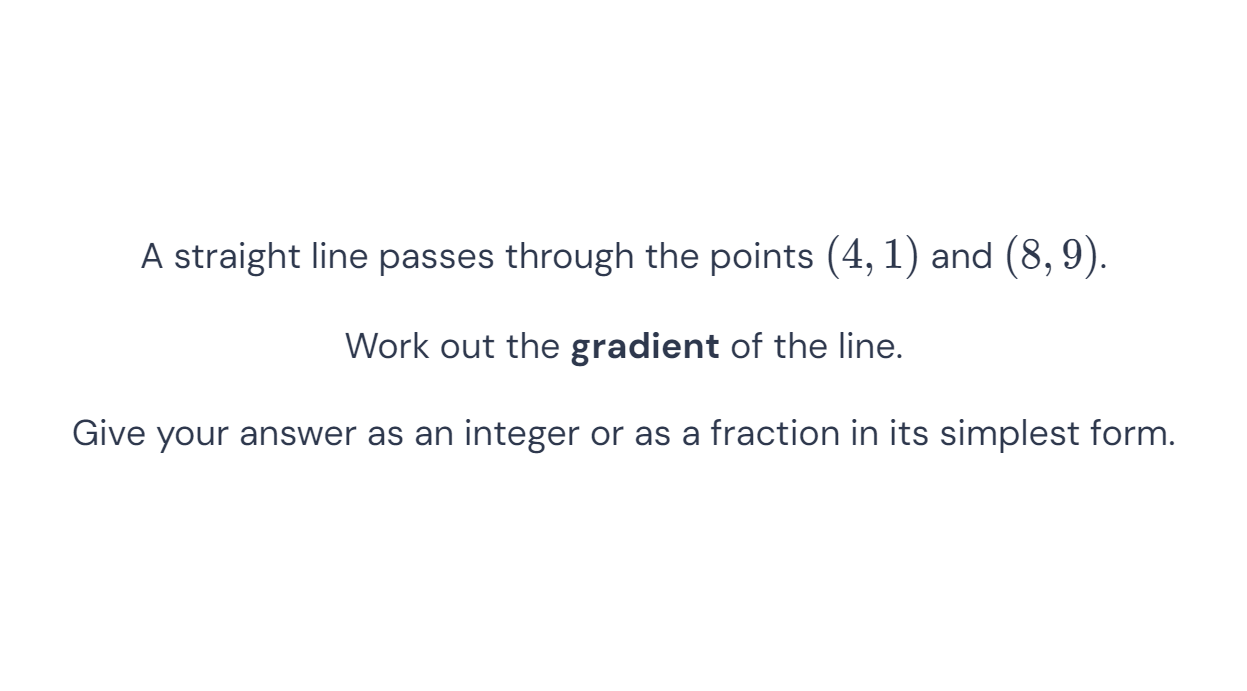 A straight line passes through the points (4, 1) and (8, 9).
Work out the gradient of the line.
Give your answer as an integer or as a fraction in its simplest form.